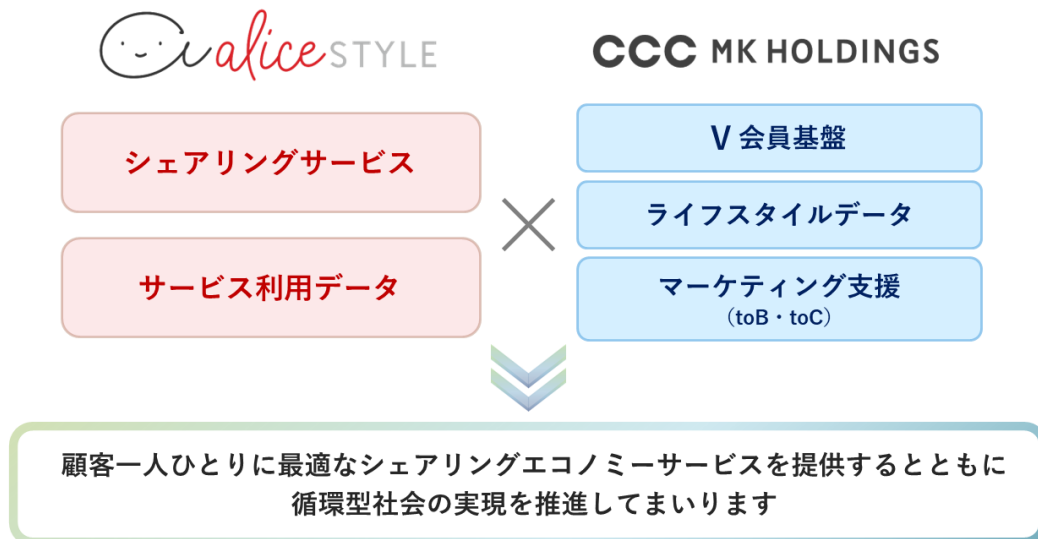 alice STYLE
CCC MK HOLDINGS
シェアリングサービス
サービス利用データ
×
V 会員基盤
ライフスタイルデータ
マーケティング支援
（toB・toC）
顧客一人ひとりに最適なシェアリングエコノミーサービスを提供するとともに
循環型社会の実現を推進してまいります